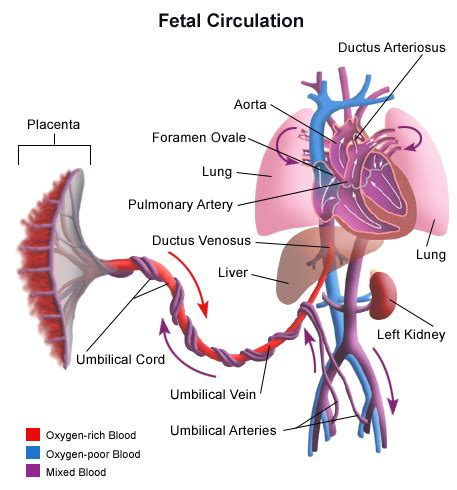 Fetal Circulation
Ductus Arteriosus
Aorta
Placenta
Foramen Ovale
Lung
Pulmonary Artery
Ductus Venosus
Lung
Liver
Left Kidney
Umbilical Cord
Umbilical Vein
Umbilical Arteries
Oxygen-rich Blood
Oxygen-poor Blood
Mixed Blood